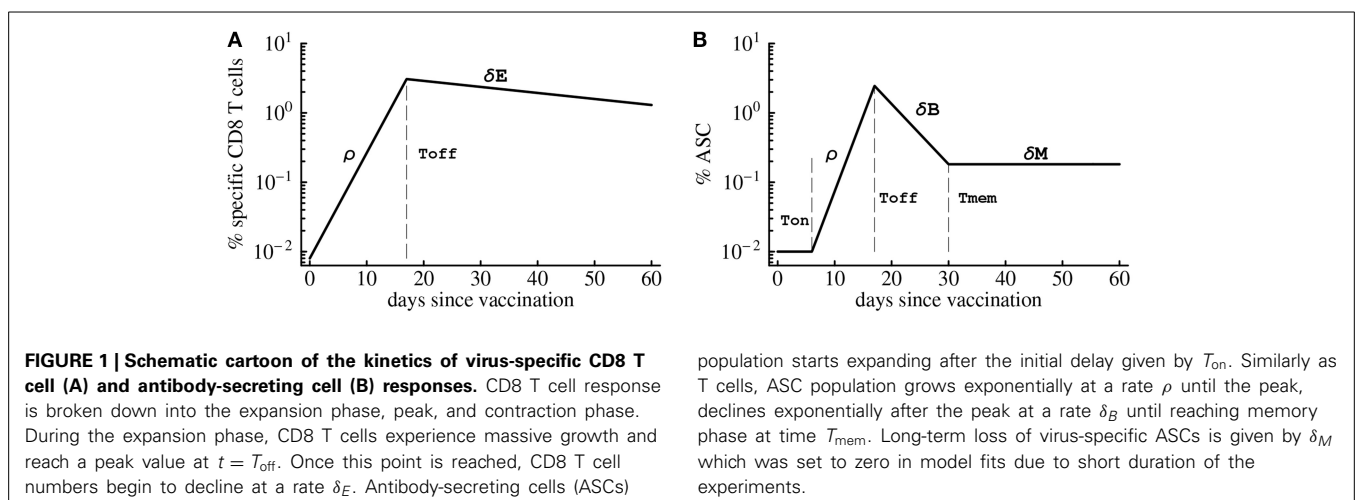 A
10^1
10^0
10^-1
10^-2
% specific CD8 T cells
ρ
δE
Toff
0 10 20 30 40 50 60
days since vaccination
B
10^1
10^0
10^-1
10^-2
% ASC
Ton
ρ
Toff
δB
Tmem
δM
0 10 20 30 40 50 60
days since vaccination
FIGURE 1 | Schematic cartoon of the kinetics of virus-specific CD8 T
cell (A) and antibody-secreting cell (B) responses. CD8 T cell response
is broken down into the expansion phase, peak, and contraction phase.
During the expansion phase, CD8 T cells experience massive growth and
reach a peak value at t = Toff. Once this point is reached, CD8 T cell
numbers begin to decline at a rate δE. Antibody-secreting cells (ASCs)
population starts expanding after the initial delay given by Ton. Similarly as
T cells, ASC population grows exponentially at a rate ρ until the peak,
declines exponentially after the peak at a rate δB until reaching memory
phase at time Tmem. Long-term loss of virus-specific ASCs is given by δM
which was set to zero in model fits due to short duration of the
experiments.